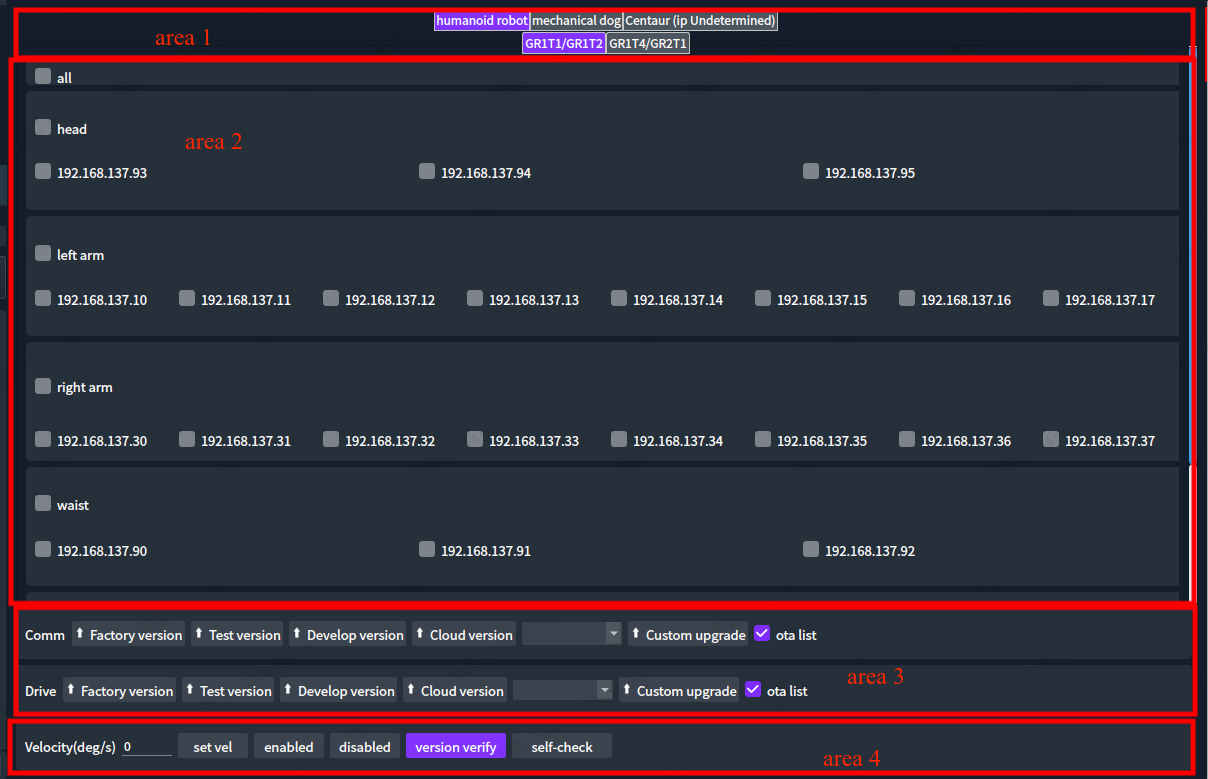 humanoid robot mechanical dog Centaur (ip Undetermined)
area 1
GR1T1/GR1T2 GR1T4/GR2T1
all
head
area 2
192.168.137.93 192.168.137.94 192.168.137.95
left arm
192.168.137.10 192.168.137.11 192.168.137.12 192.168.137.13 192.168.137.14 192.168.137.15 192.168.137.16 192.168.137.17
right arm
192.168.137.30 192.168.137.31 192.168.137.32 192.168.137.33 192.168.137.34 192.168.137.35 192.168.137.36 192.168.137.37
waist
192.168.137.90 192.168.137.91 192.168.137.92
Comm Factory version Test version Develop version Cloud version Custom upgrade ota list
area 3
Drive Factory version Test version Develop version Cloud version Custom upgrade ota list
Velocity(deg/s) 0 set vel enabled disabled version verify self-check
area 4